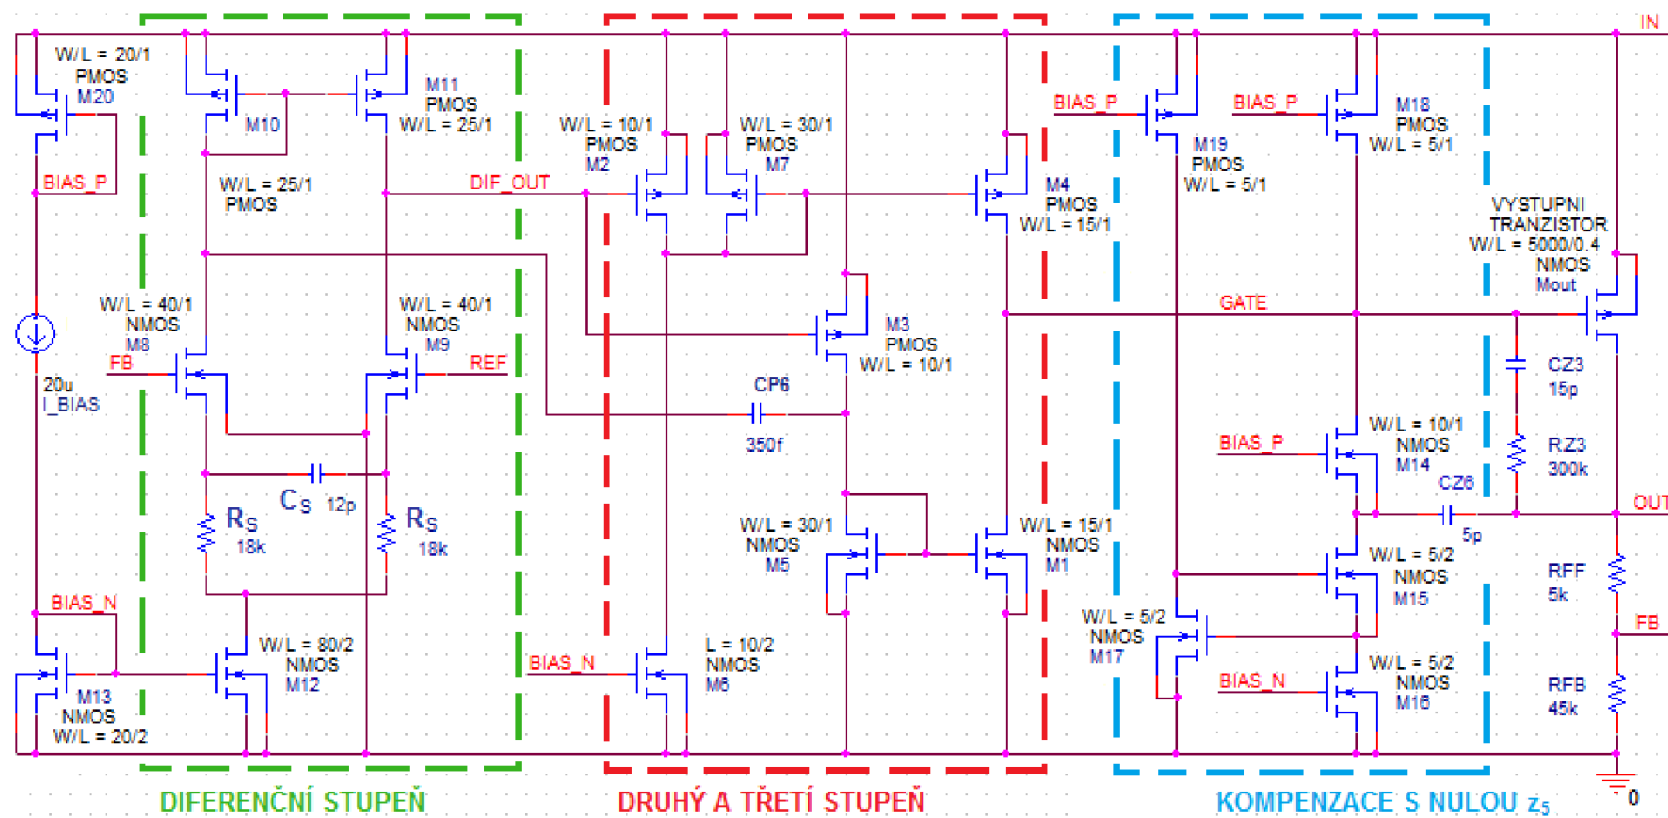 IN
W/L = 20/1
PMOS
M20
BIAS_P
20u
I_BIAS
BIAS_N
M13
NMOS
W/L = 20/2
M10
W/L = 25/1
PMOS
M11
PMOS
W/L = 25/1
DIF_OUT
W/L = 40/1
NMOS
M8
FB
W/L = 40/1
NMOS
M9
REF
CS 12p
RS
18k
RS
18k
W/L = 80/2
NMOS
M12
DIFERENČNÍ STUPEŇ
W/L = 10/1
PMOS
M2
W/L = 30/1
PMOS
M7
M4
PMOS
W/L = 15/1
M3
PMOS
W/L = 10/1
CP6
350f
W/L = 30/1
NMOS
M5
W/L = 15/1
NMOS
M1
BIAS_N
L = 10/2
NMOS
M6
DRUHÝ A TŘETÍ STUPEŇ
BIAS_P
M19
PMOS
W/L = 5/1
BIAS_P
M18
PMOS
W/L = 5/1
GATE
BIAS_P
W/L = 10/1
NMOS
M14
CZ6
5p
W/L = 5/2
NMOS
M15
W/L = 5/2
NMOS
M17
BIAS_N
W/L = 5/2
NMOS
M16
KOMPENZACE S NULOU z5
VYSTUPNI
TRANZISTOR
W/L = 5000/0.4
NMOS
Mout
CZ3
15p
RZ3
300k
OUT
RFF
5k
FB
RFB
45k
0